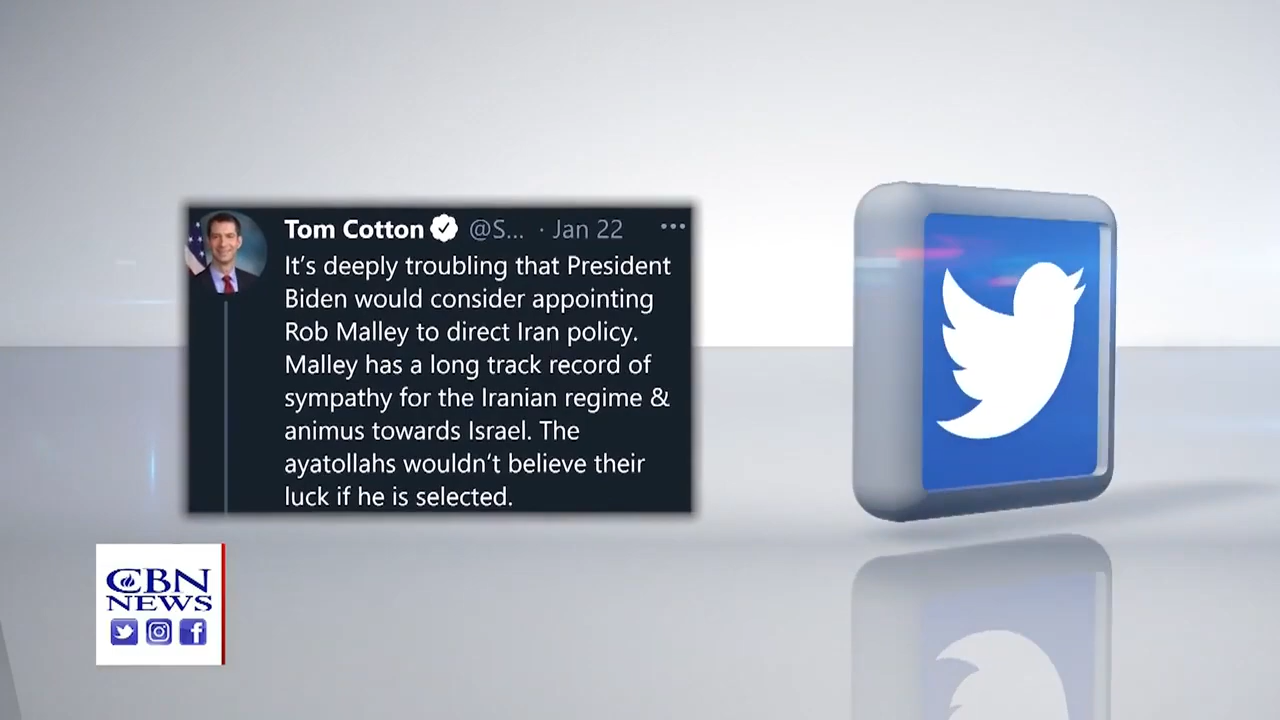 Tom Cotton @S... · Jan 22 ...
It’s deeply troubling that President
Biden would consider appointing
Rob Malley to direct Iran policy.
Malley has a long track record of
sympathy for the Iranian regime &
animus towards Israel. The
ayatollahs wouldn’t believe their
luck if he is selected.
CBN
NEWS